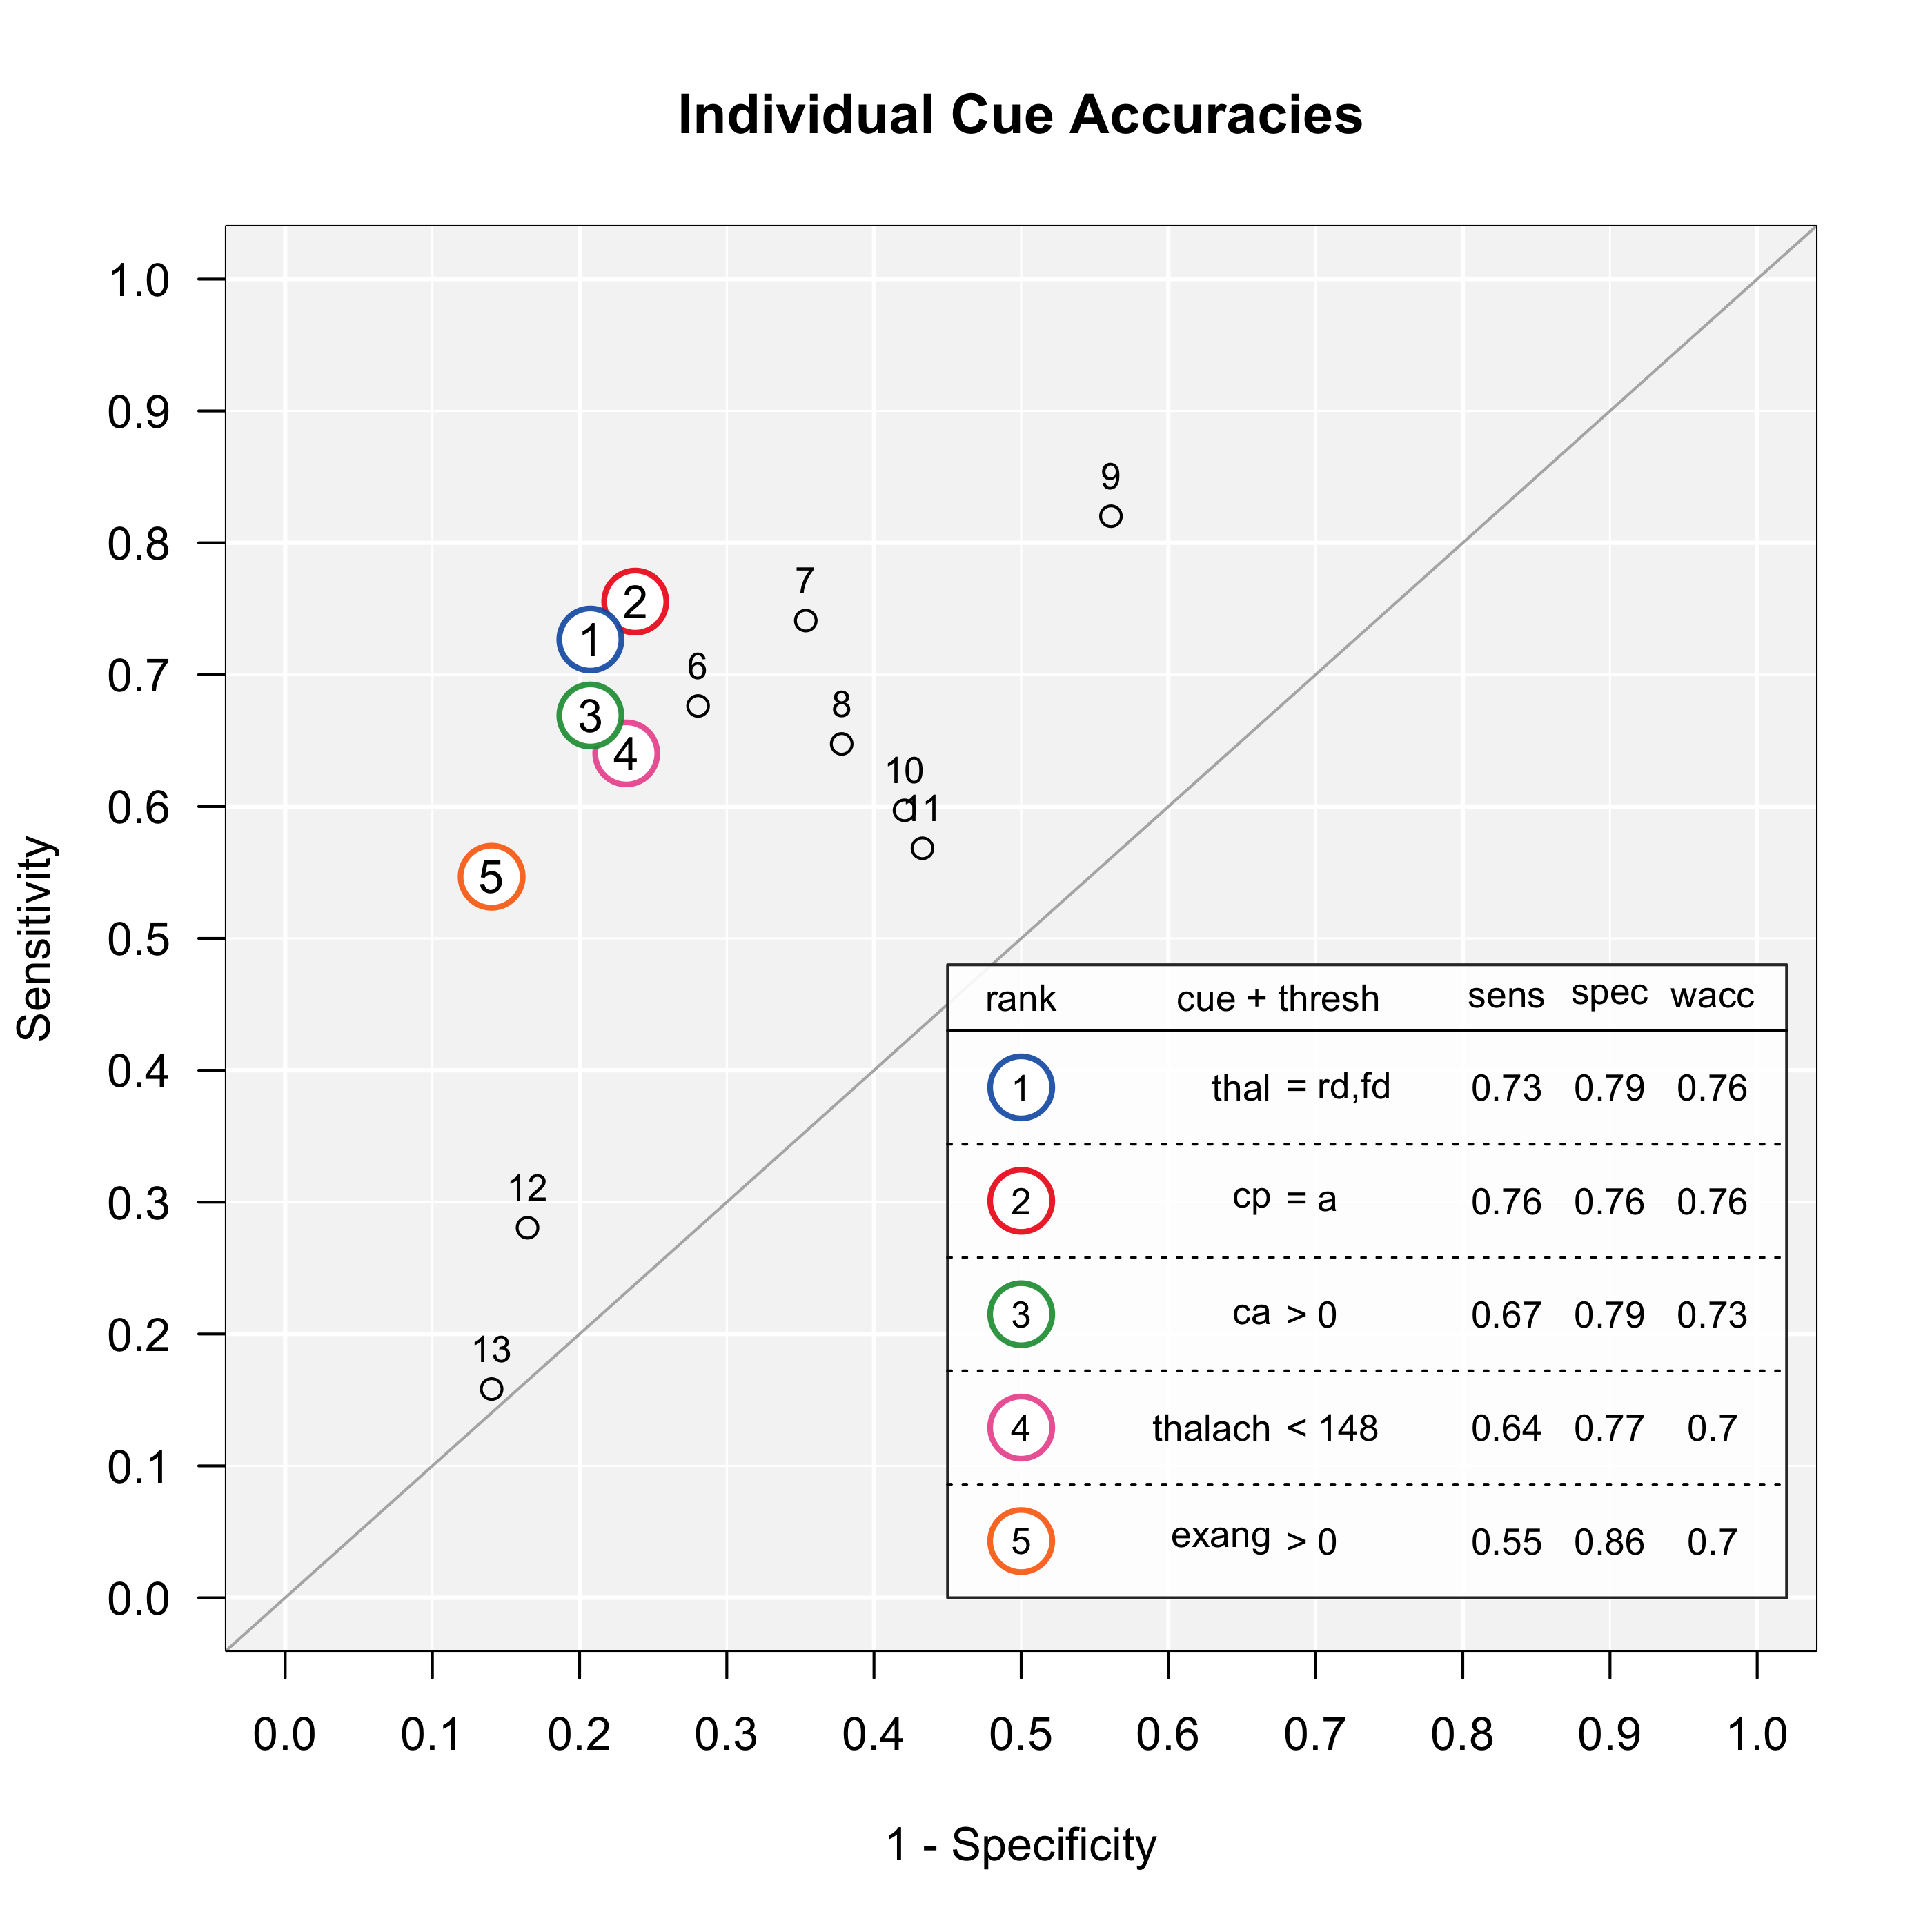 Individual Cue Accuracies
1.0
0.9
0.8
0.7
0.6
0.5
0.4
0.3
0.2
0.1
0.0
Sensitivity
9
7
2
1
6
8
3
4
10
11
5
12
13
rank cue + thresh sens spec wacc
1 thal = rd,fd 0.73 0.79 0.76
2 cp = a 0.76 0.76 0.76
3 ca > 0 0.67 0.79 0.73
4 thalach < 148 0.64 0.77 0.7
5 exang > 0 0.55 0.86 0.7
0.0 0.1 0.2 0.3 0.4 0.5 0.6 0.7 0.8 0.9 1.0
1 - Specificity